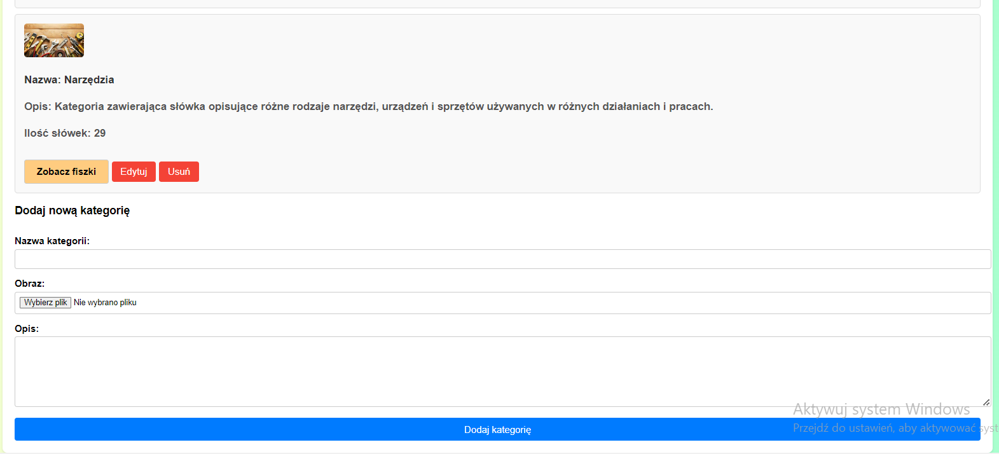 Nazwa: Narzędzia
Opis: Kategoria zawierająca słówka opisujące różne rodzaje narzędzi, urządzeń i sprzętów używanych w różnych działaniach i pracach.
Ilość słówek: 29
Zobacz fiszki Edytuj Usuń
Dodaj nową kategorię
Nazwa kategorii:
Obraz:
Wybierz plik Nie wybrano pliku
Opis:
Aktywuj system Windows
Przejdź do ustawień, aby aktywować syst
Dodaj kategorię